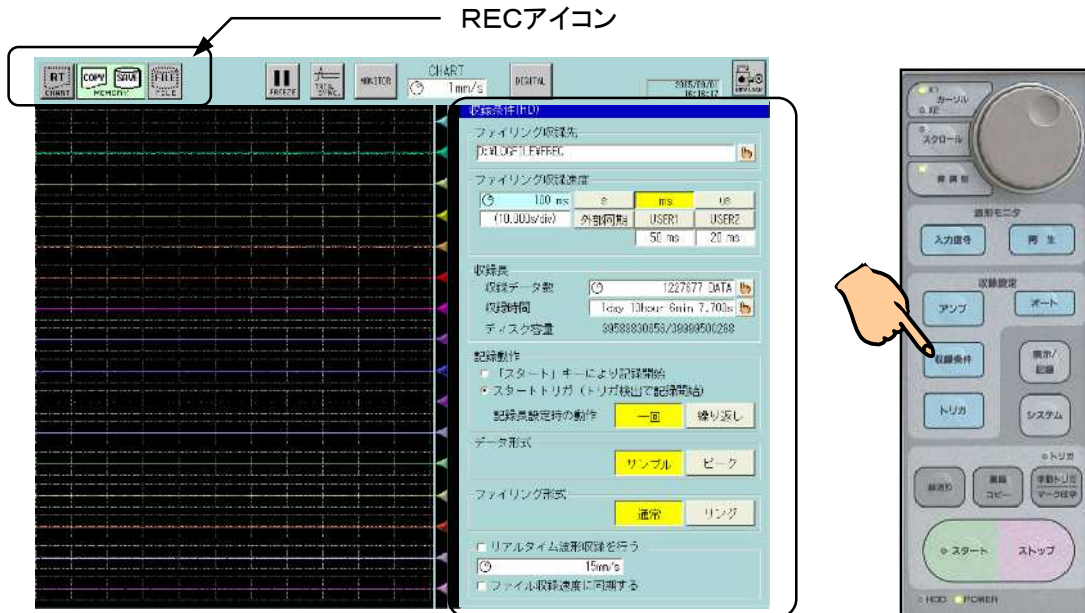 RECアイコン
RT
CHART
COPY
SAVE
MEMORY
FILE
FILE
FREEZE
MONITOR
CHART
1mm/s
DIGITAL
収録条件(HD)
ファイリング収録先
ファイリング収録速度
100 ms
s
ms
us
(10.000s/div)
外部同期
USER1
USER2
50 ms
20 ms
収録長
収録データ数
1227677 DATA
収録時間
1day 10hour 6min 7.700s
ディスク容量
記録動作
「スタート」キーにより記録開始
スタートトリガ (トリガ検出で記録開始)
記録長設定時の動作
一回
繰り返し
データ形式
サンプル
ピーク
ファイリング形式
通常
リング
リアルタイム波形収録を行う
15mm/s
ファイル収録速度に同期する
カーソル
スクロール
波形モニタ
入力信号
再 生
収録設定
アンプ
オート
収録条件
表示/
記録
トリガ
システム
トリガ
紙送り
画面
コピー
手動トリガ
マーク印字
スタート
ストップ
HDD
POWER